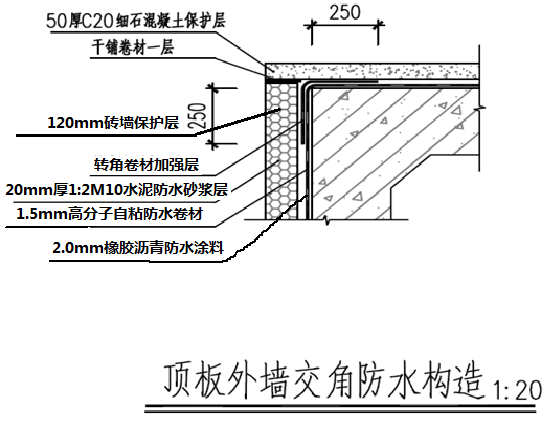 50厚C20细石混凝土保护层
250
干铺卷材一层
250
120mm砖墙保护层
转角卷材加强层
20mm厚1:2M10水泥防水砂浆层
1.5mm高分子自粘防水卷材
2.0mm橡胶沥青防水涂料
顶板外墙交角防水构造 1:20